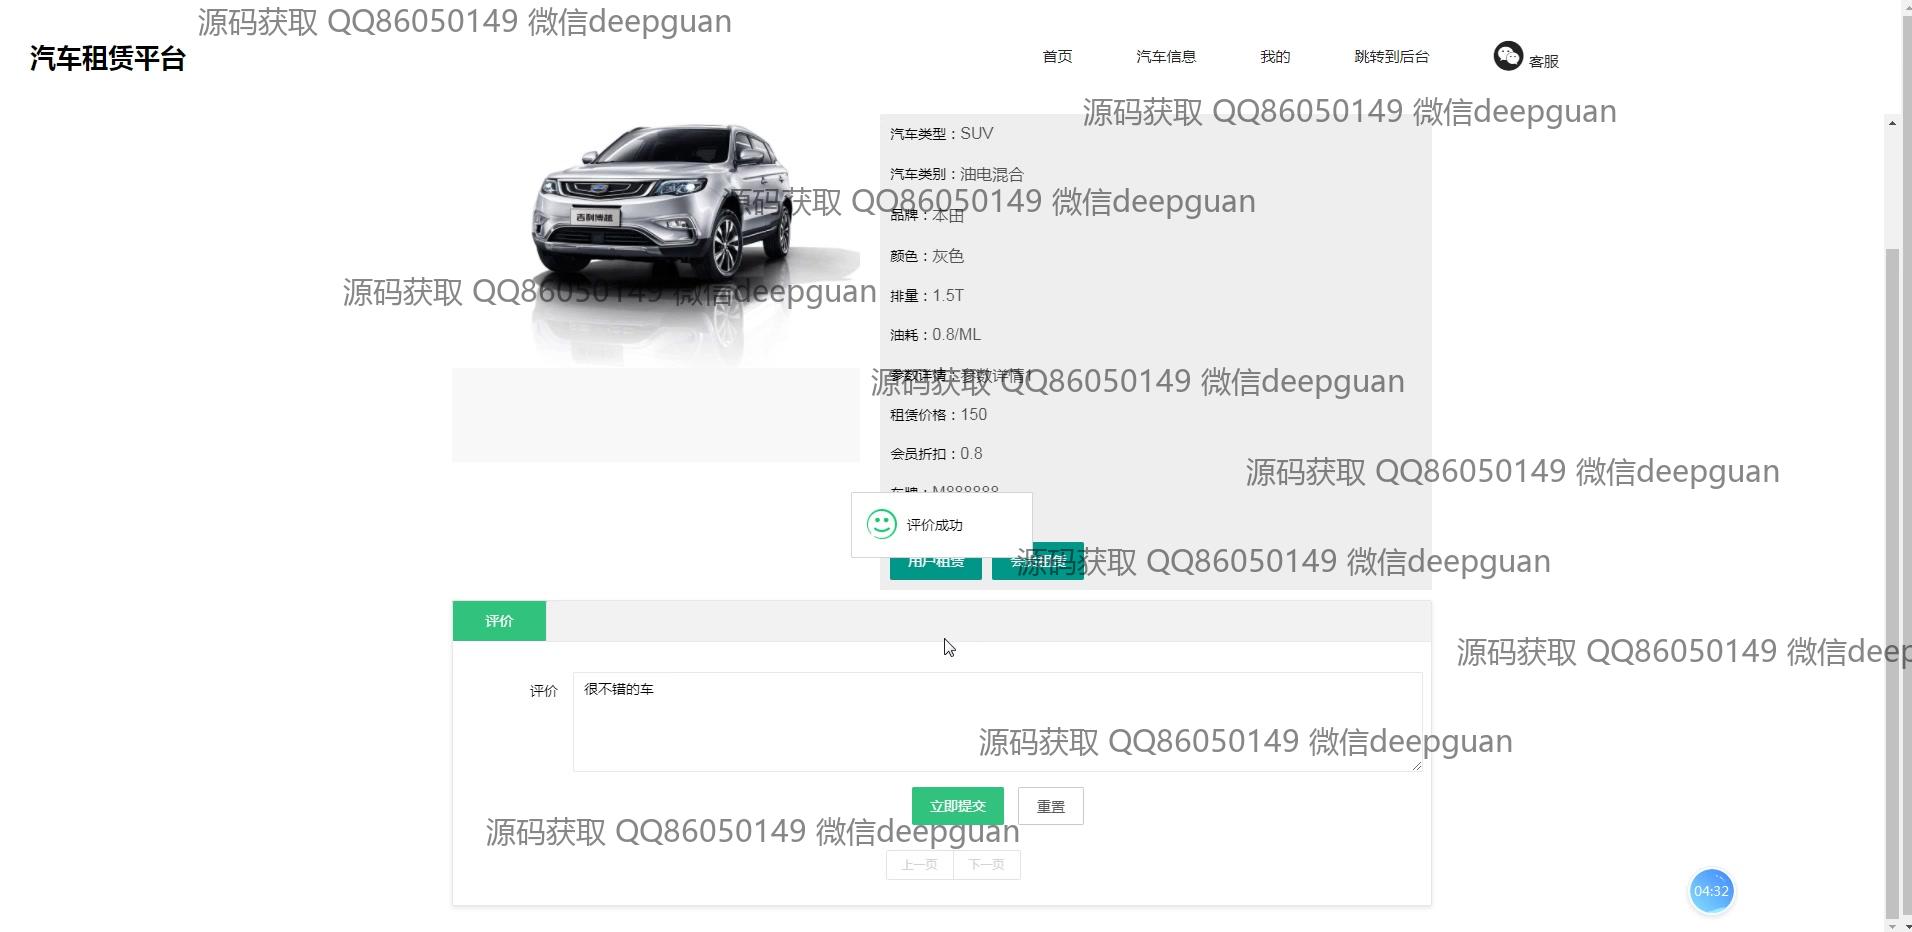 源码获取 QQ86050149 微信deepguan
汽车租赁平台
首页
汽车信息
我的
跳转到后台
客服
源码获取 QQ86050149 微信deepguan
汽车类型：SUV
汽车类别：油电混合
源码获取 QQ86050149 微信deepguan
品牌：本田
吉利博越
颜色：灰色
源码获取 QQ86050149 微信deepguan
排量：1.5T
油耗：0.8/ML
参数详情：参数详情1
源码获取 QQ86050149 微信deepguan
租赁价格：150
会员折扣：0.8
源码获取 QQ86050149 微信deepguan
车牌：M888888
评价成功
用户租赁
会员租赁
源码获取 QQ86050149 微信deepguan
评价
源码获取 QQ86050149 微信deep
评价
很不错的车
源码获取 QQ86050149 微信deepguan
立即提交
重置
源码获取 QQ86050149 微信deepguan
上一页
下一页
04:32